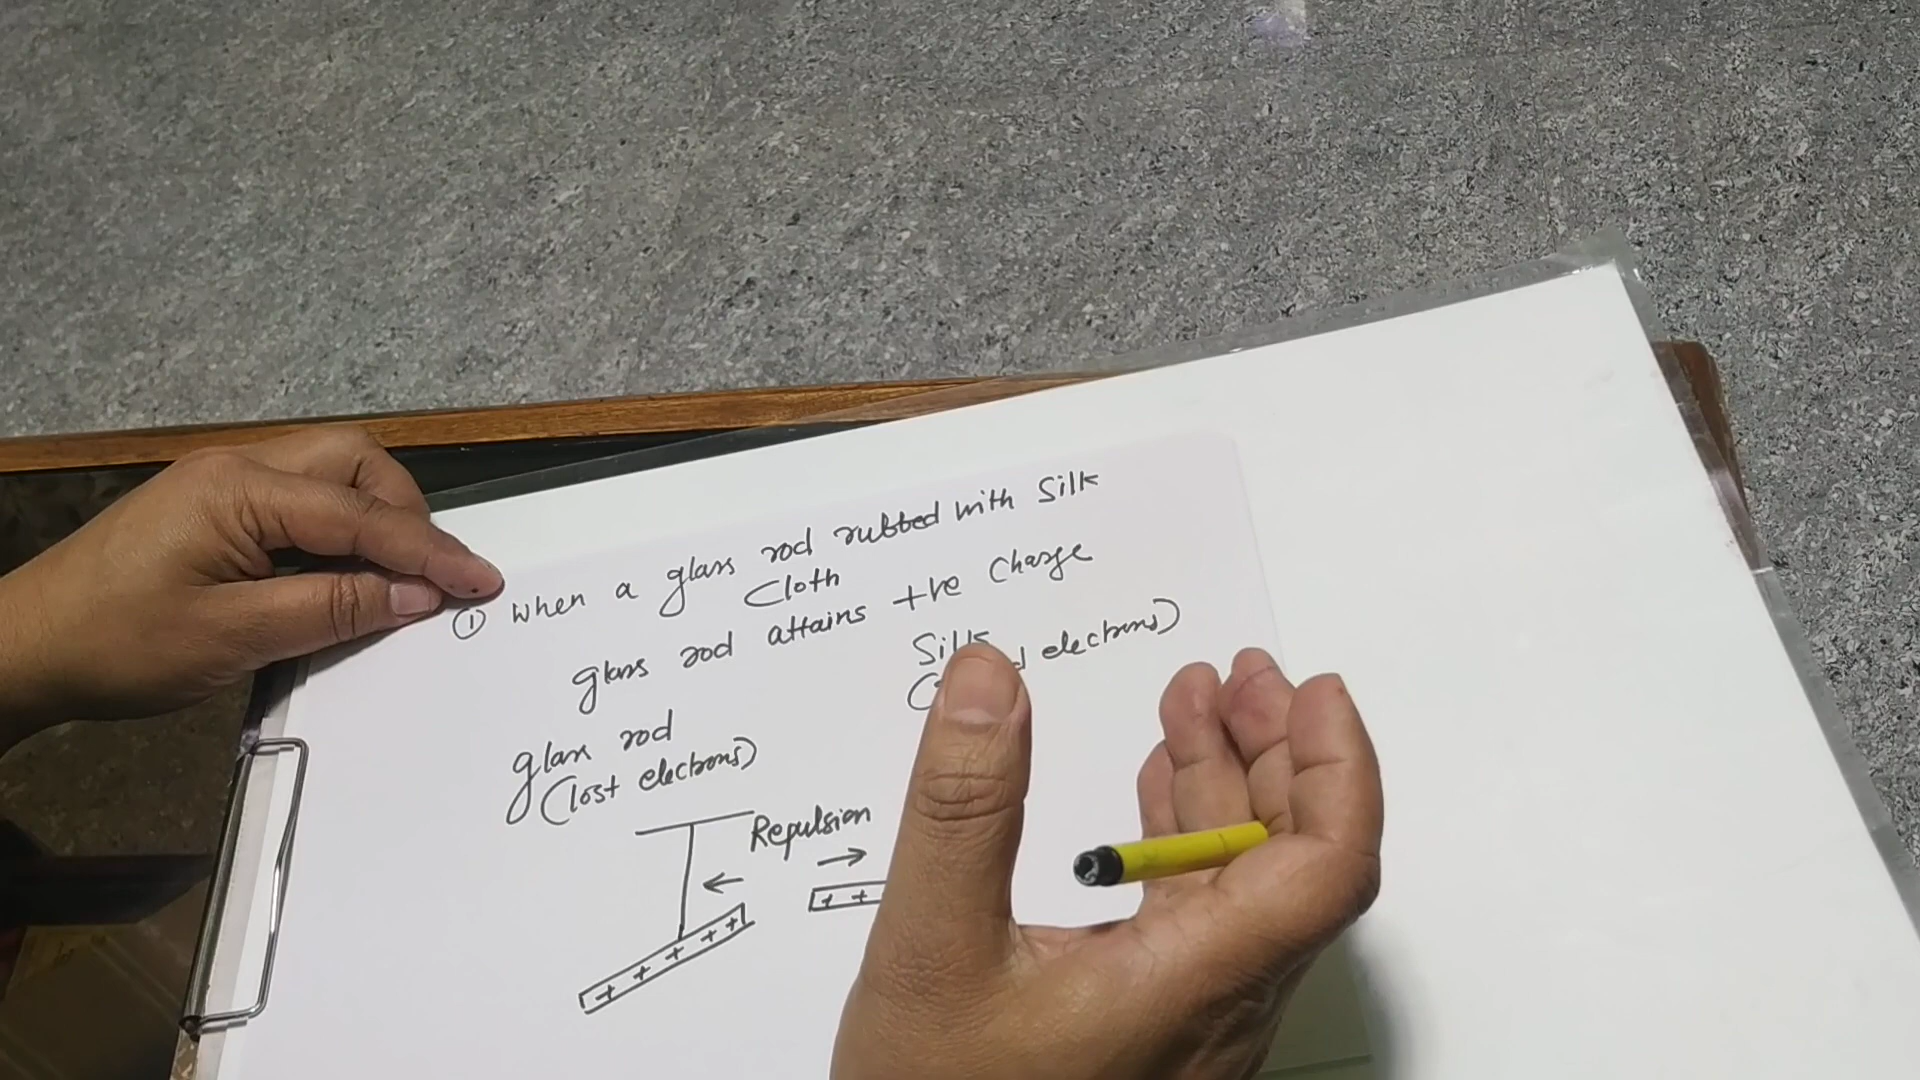 ① When a glass rod rubbed with Silk
Cloth
glass rod attains +ve Charge
glass rod
(lost electrons)
Silk
electrons)
Repulsion
← →
+ + + + +
+ +